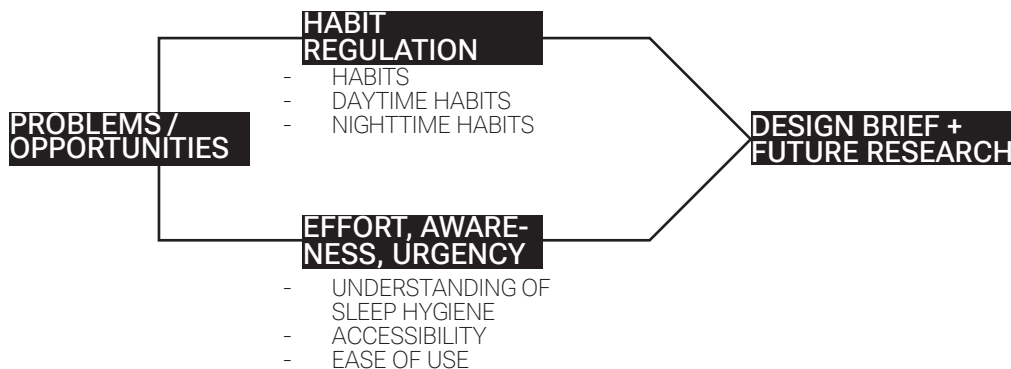 PROBLEMS /
OPPORTUNITIES
HABIT
REGULATION
- HABITS
- DAYTIME HABITS
- NIGHTTIME HABITS
EFFORT, AWARE-
NESS, URGENCY
- UNDERSTANDING OF
SLEEP HYGIENE
- ACCESSIBILITY
- EASE OF USE
DESIGN BRIEF +
FUTURE RESEARCH